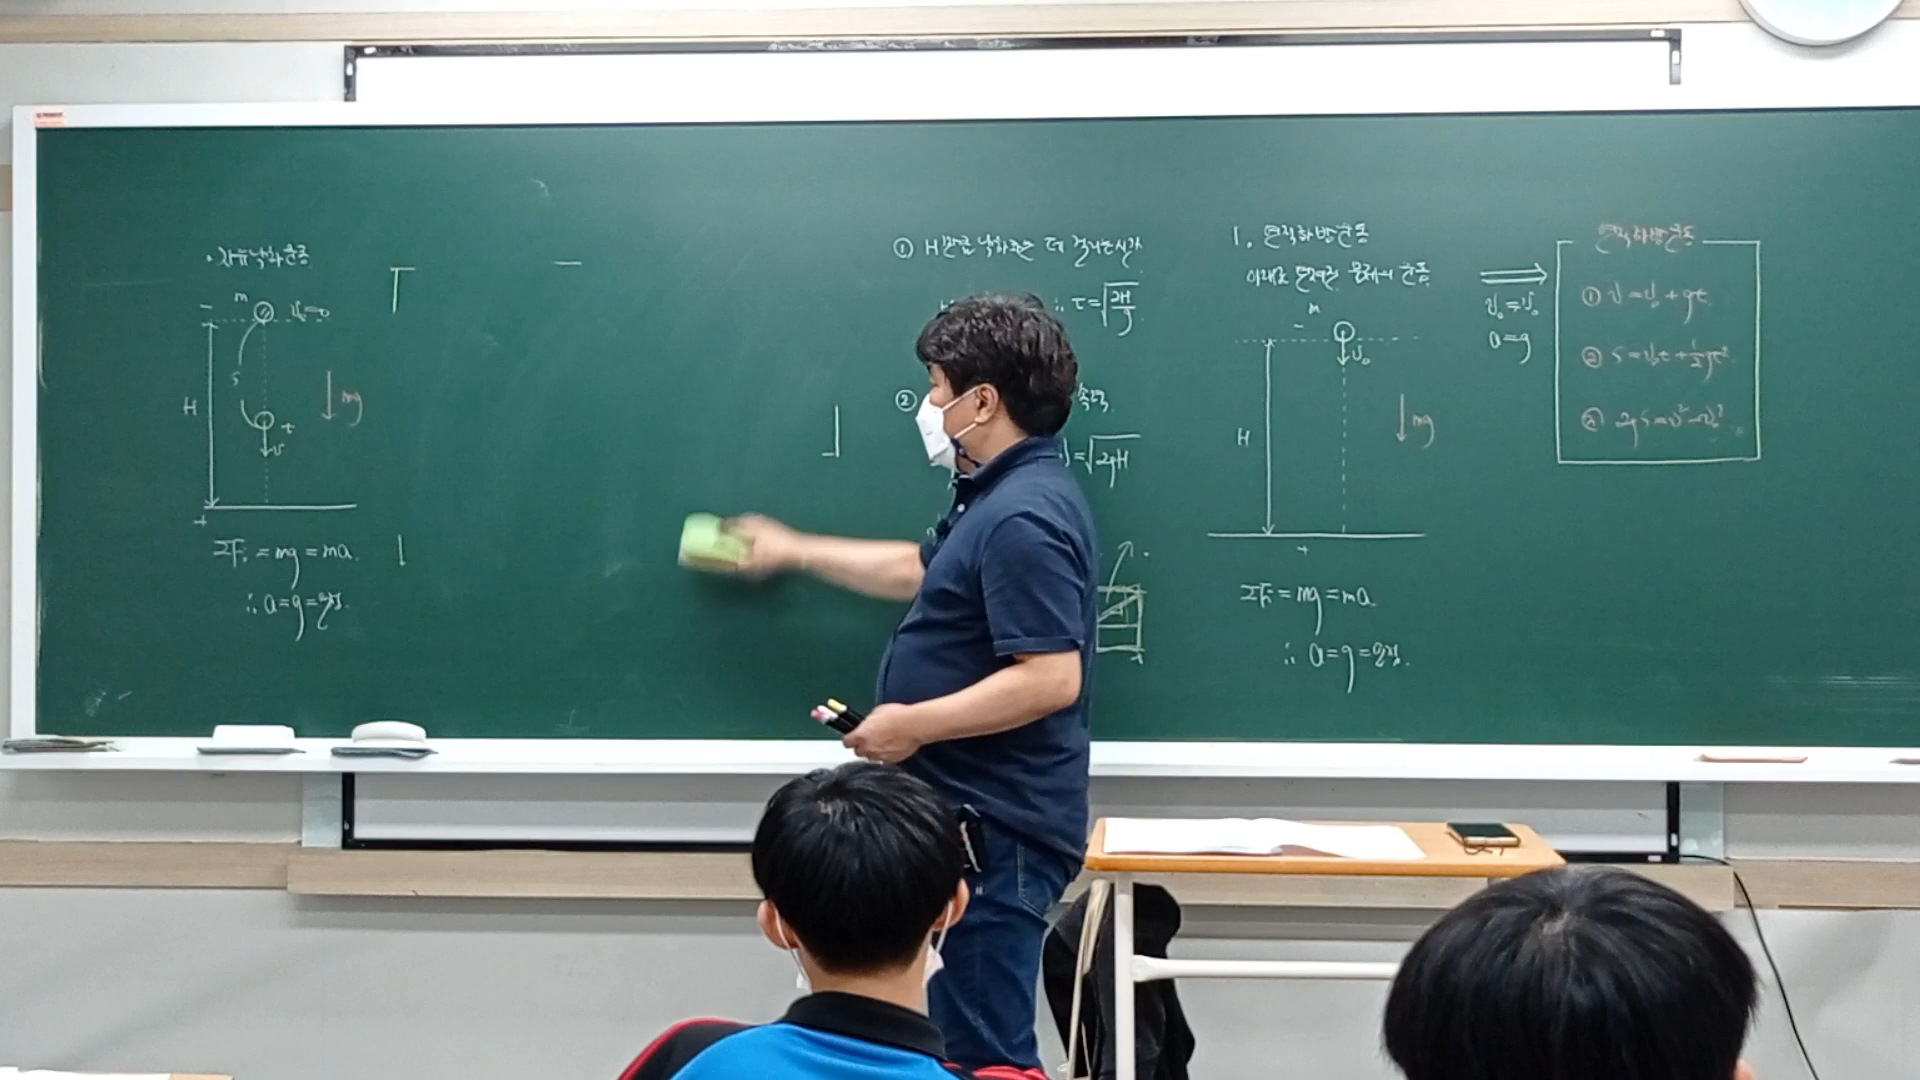 · 자유낙하운동
m
v₀=0
S
H
t
v
mg
+
ΣF = mg = ma
∴ a=g=일정.
① H만큼 낙하하는 데 걸리는시간
∴ t=√(2H/g)
②
속력
=√(2gH)
1. 연직하방운동
아래로 던져진 물체의 운동
m
v₀
H
mg
+
ΣF = mg = ma
∴ a=g=일정.
v₀=v₀
a=g
연직하방운동
① v=v₀+gt
② s=v₀t+½gt²
③ 2gs=v²-v₀²